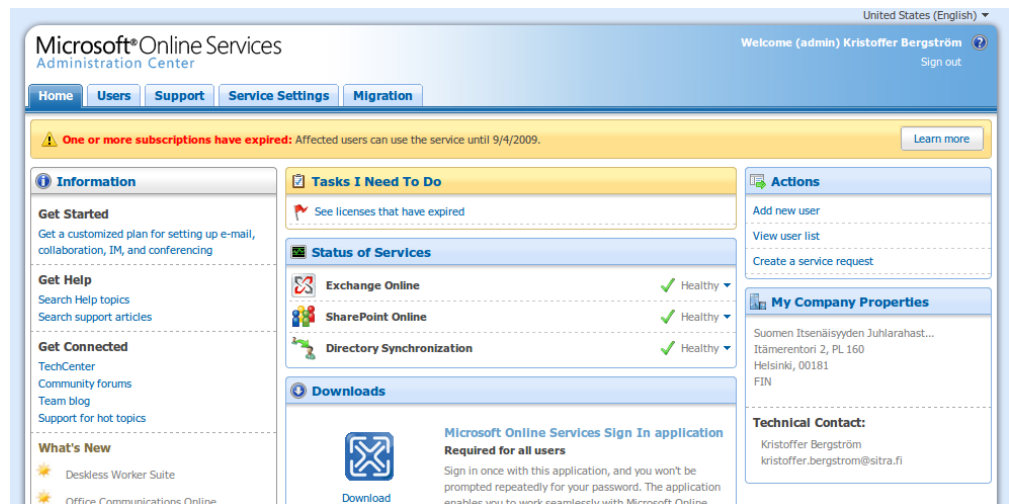 United States (English)
Microsoft® Online Services
Administration Center
Welcome (admin) Kristoffer Bergström
Sign out
Home
Users
Support
Service Settings
Migration
One or more subscriptions have expired: Affected users can use the service until 9/4/2009.
Learn more
Information
Get Started
Get a customized plan for setting up e-mail,
collaboration, IM, and conferencing
Get Help
Search Help topics
Search support articles
Get Connected
TechCenter
Community forums
Team blog
Support for hot topics
What's New
Deskless Worker Suite
Office Communications Online
Tasks I Need To Do
See licenses that have expired
Status of Services
Exchange Online
Healthy
SharePoint Online
Healthy
Directory Synchronization
Healthy
Downloads
Download
Microsoft Online Services Sign In application
Required for all users
Sign in once with this application, and you won't be
prompted repeatedly for your password. The application
enables you to work seamlessly with Microsoft Online
Actions
Add new user
View user list
Create a service request
My Company Properties
Suomen Itsenäisyyden Juhlarahast...
Itämerentori 2, PL 160
Helsinki, 00181
FIN
Technical Contact:
Kristoffer Bergström
kristoffer.bergstrom@sitra.fi